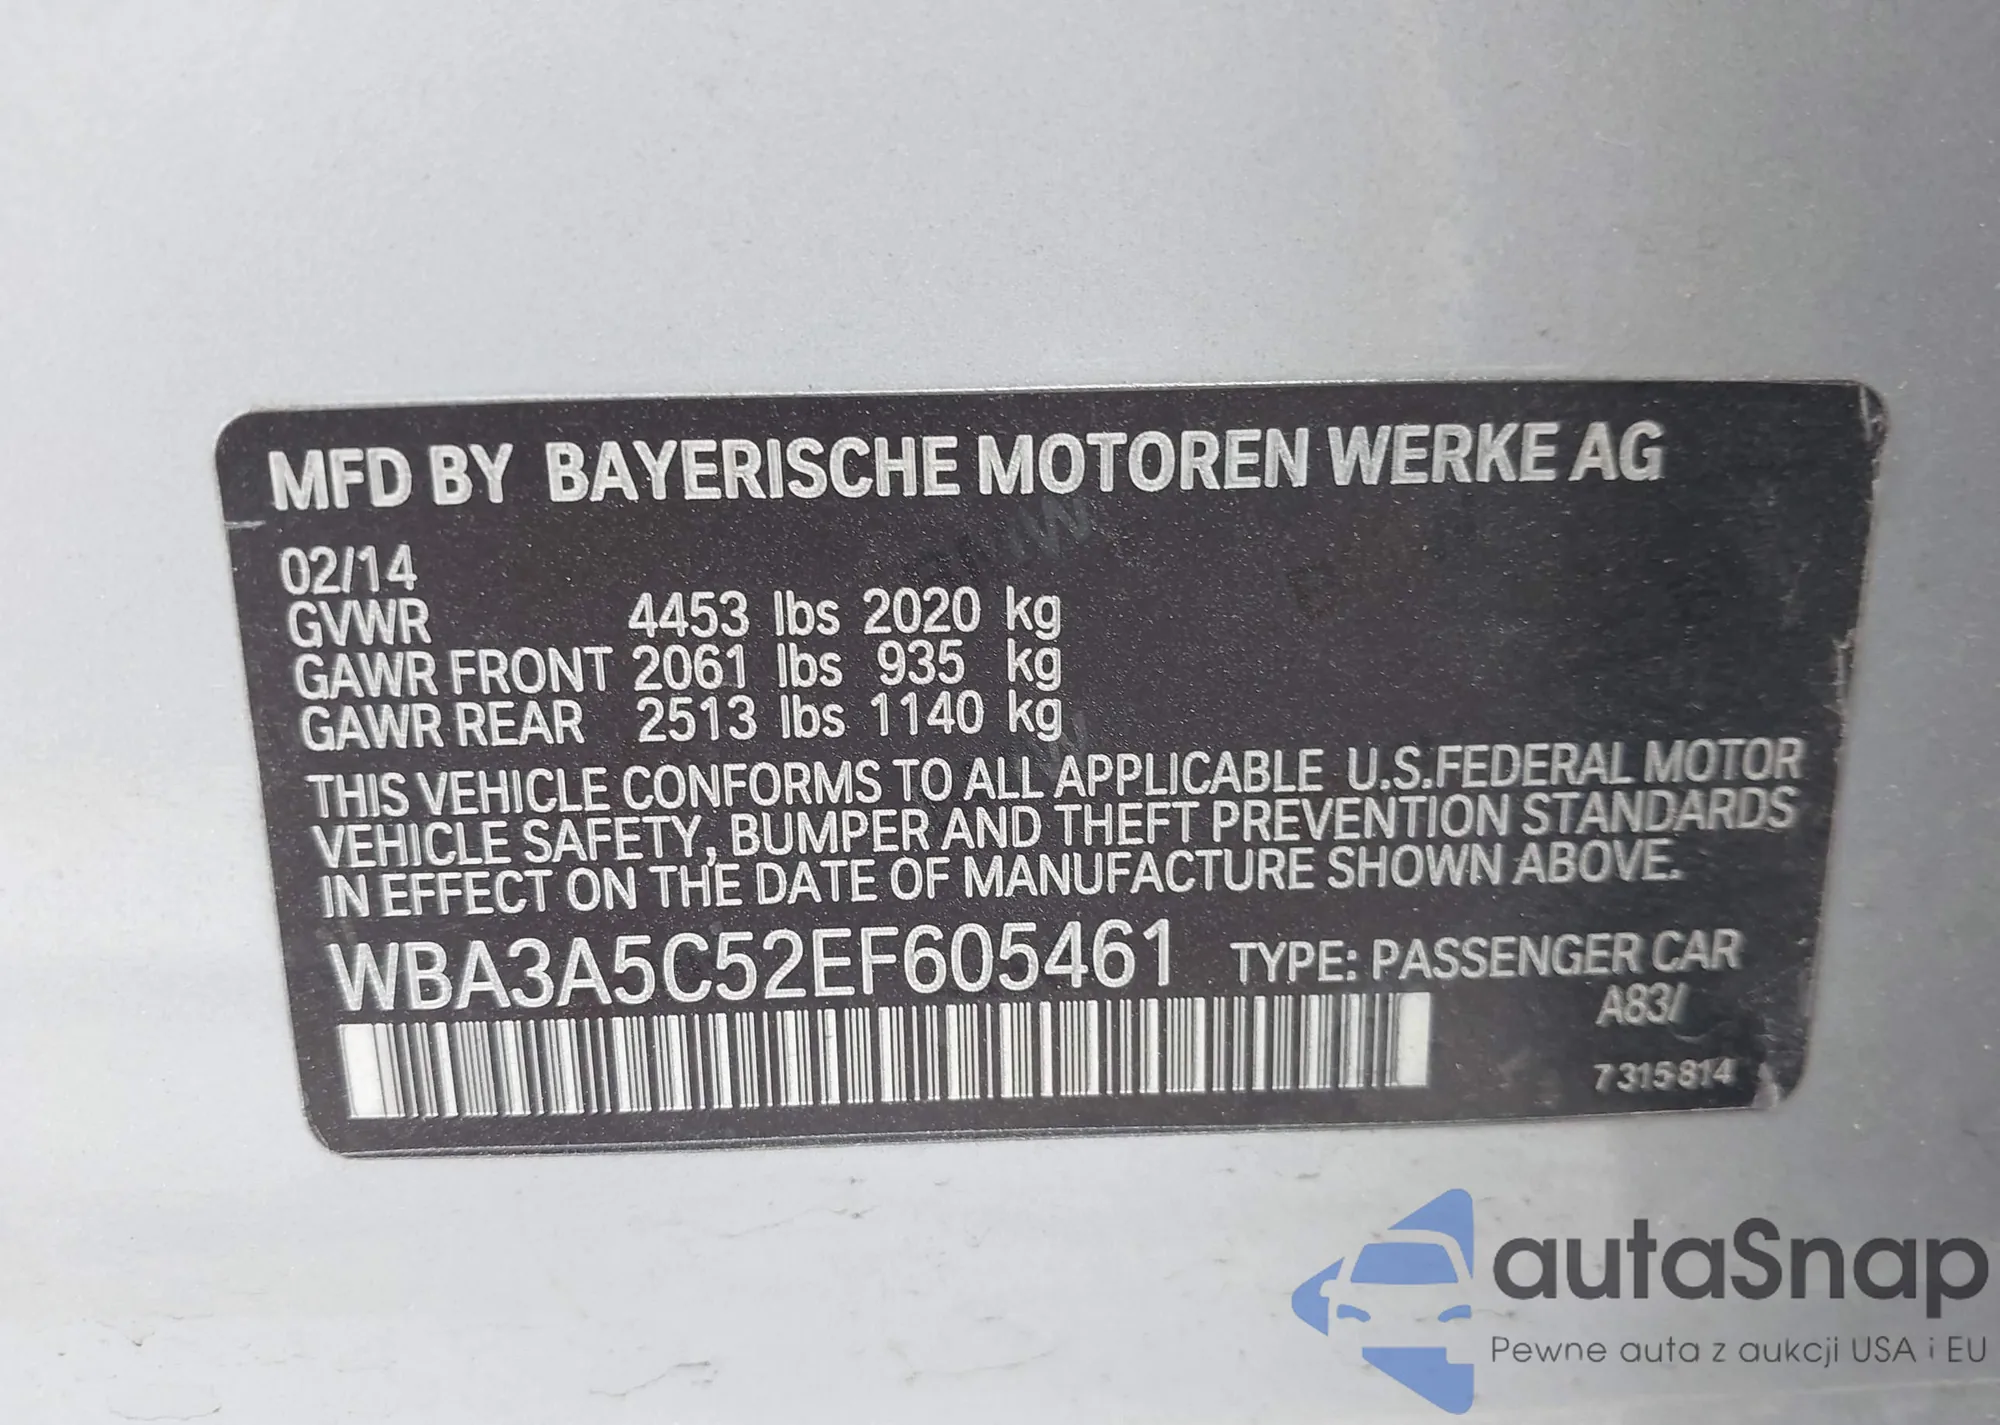 MFD BY BAYERISCHE MOTOREN WERKE AG
02/14
GVWR 4453 lbs 2020 kg
GAWR FRONT 2061 lbs 935 kg
GAWR REAR 2513 lbs 1140 kg
THIS VEHICLE CONFORMS TO ALL APPLICABLE U.S.FEDERAL MOTOR
VEHICLE SAFETY, BUMPER AND THEFT PREVENTION STANDARDS
IN EFFECT ON THE DATE OF MANUFACTURE SHOWN ABOVE.
WBA3A5C52EF605461 TYPE: PASSENGER CAR
A83/
7 315 814
autaSnap
Pewne auta z aukcji USA i EU